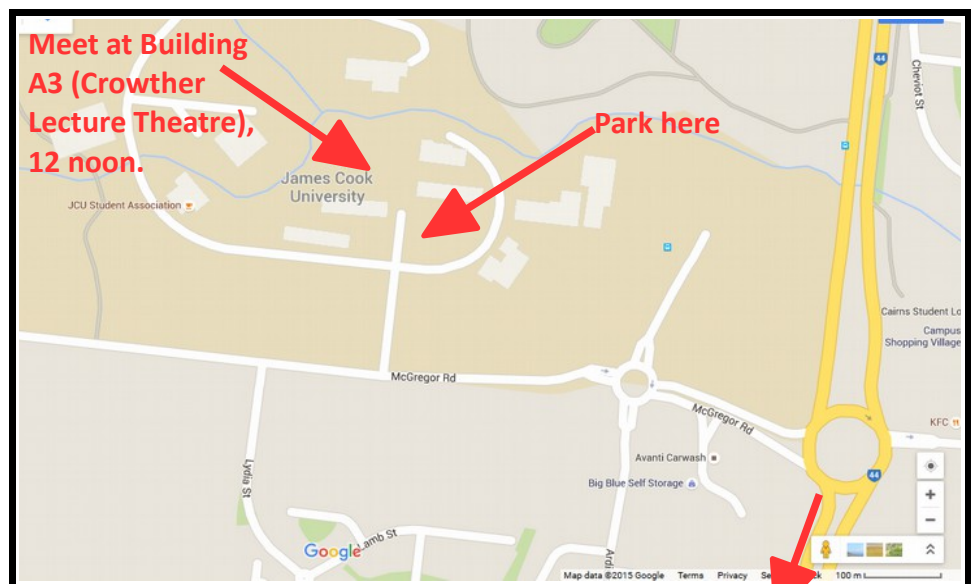 Meet at Building
A3 (Crowther
Lecture Theatre),
12 noon.
Park here
44
Cheviot St
James Cook
University
JCU Student Association
Cairns Student Lo
Campus
Shopping Village
McGregor Rd
McGregor Rd
KFC
Avanti Carwash
Big Blue Self Storage
44
Lydia St
Lamb St
Google
Ardi
+
−
Map data ©2015 Google Terms Privacy Se k 100 m